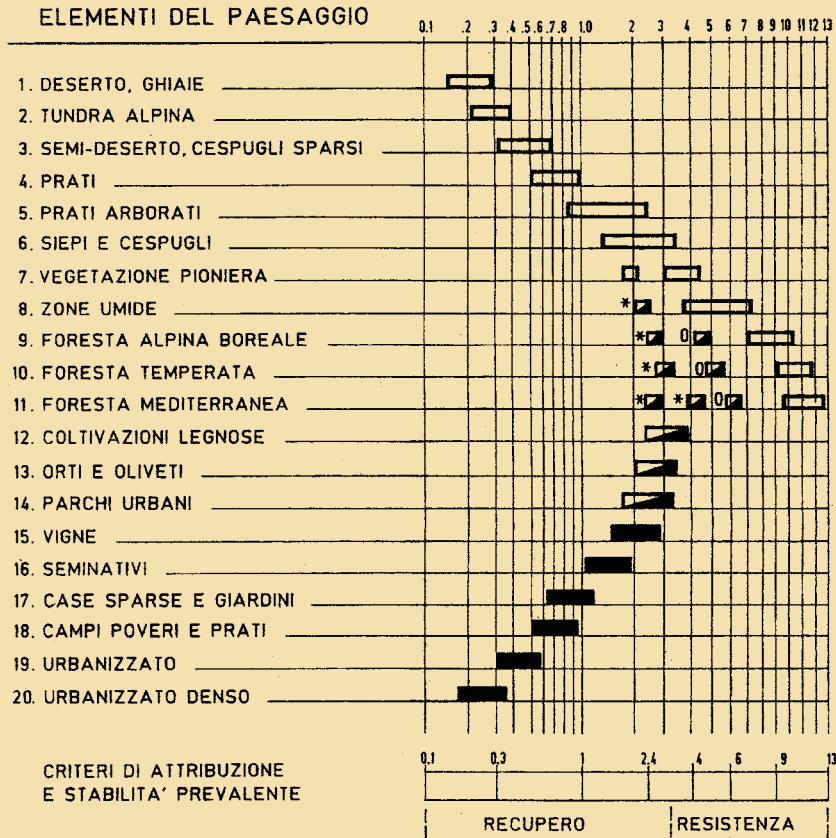 ELEMENTI DEL PAESAGGIO
0.1 .2 .3 .4 .5 .6 .7 .8 1.0 2 3 4 5 6 7 8 9 10 11 12 13
1. DESERTO, GHIAIE
2. TUNDRA ALPINA
3. SEMI-DESERTO, CESPUGLI SPARSI
4. PRATI
5. PRATI ARBORATI
6. SIEPI E CESPUGLI
7. VEGETAZIONE PIONIERA
8. ZONE UMIDE *
9. FORESTA ALPINA BOREALE * O
10. FORESTA TEMPERATA * O
11. FORESTA MEDITERRANEA * * O
12. COLTIVAZIONI LEGNOSE
13. ORTI E OLIVETI
14. PARCHI URBANI
15. VIGNE
16. SEMINATIVI
17. CASE SPARSE E GIARDINI
18. CAMPI POVERI E PRATI
19. URBANIZZATO
20. URBANIZZATO DENSO
0.1 0.3 1 2,4 4 6 9 13
CRITERI DI ATTRIBUZIONE
E STABILITA' PREVALENTE
RECUPERO RESISTENZA